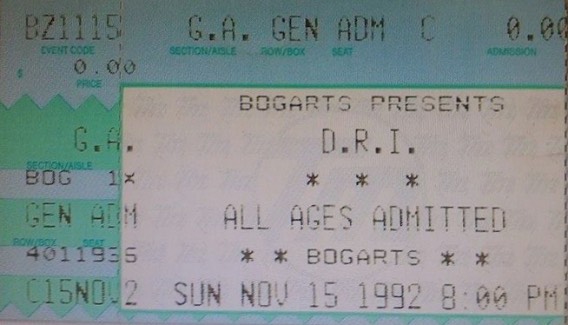 BZ1115 G.A. GEN ADM C 0.00
EVENT CODE SECTION/AISLE ROW/BOX SEAT ADMISSION
$ 0.00
PRICE
BOGARTS PRESENTS
G.A. D.R.I.
SECTION/AISLE
BOG 1* * * *
GEN ADM ALL AGES ADMITTED
ROW/BOX SEAT
4011936 * * BOGARTS * *
C15NOV2 SUN NOV 15 1992 8:00 PM